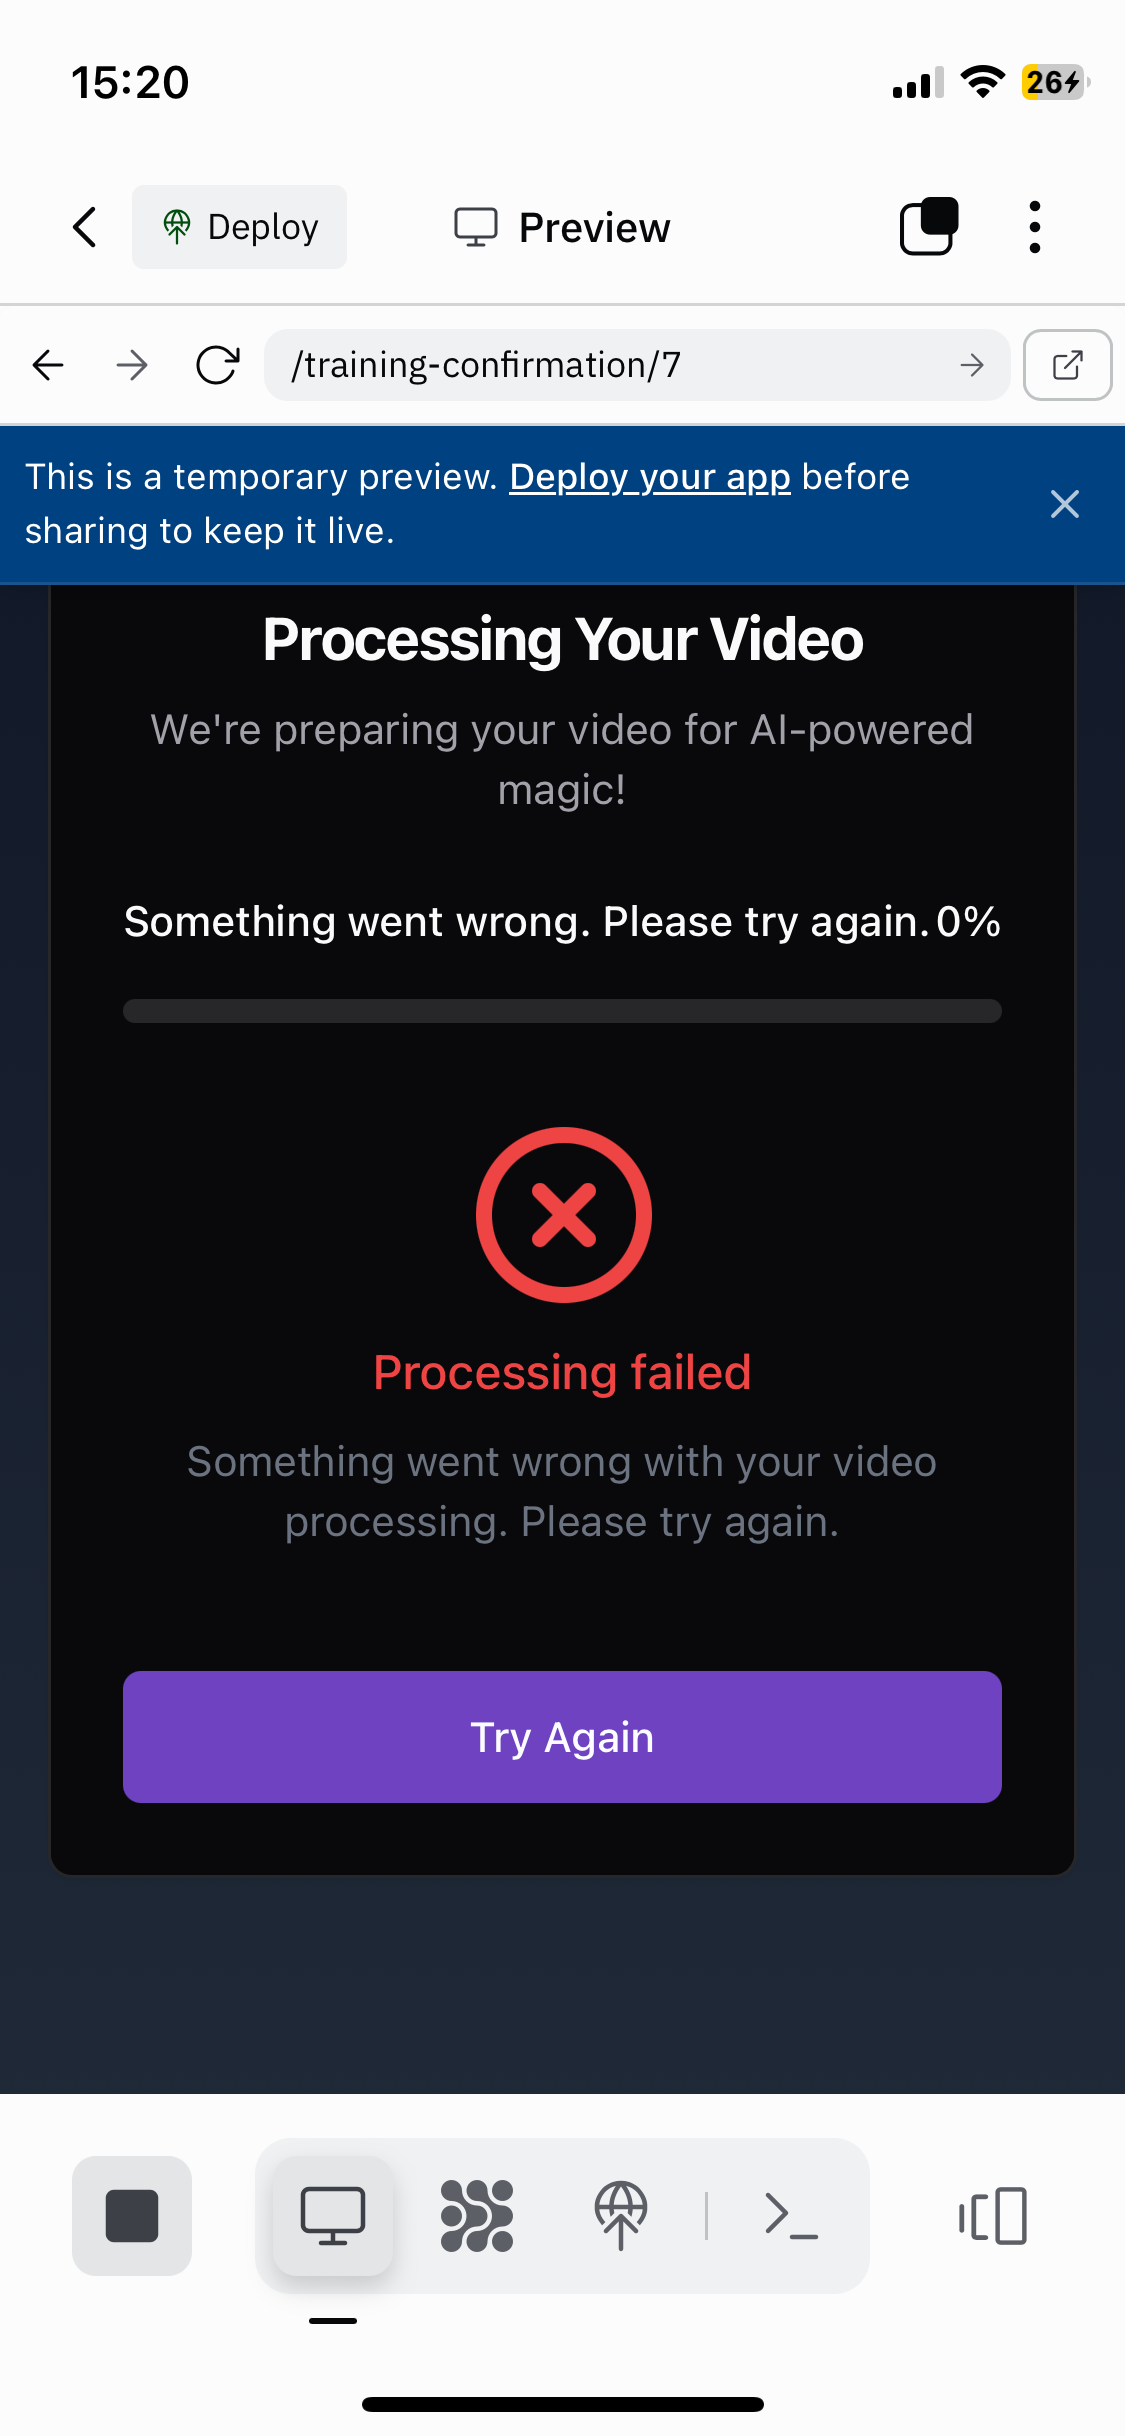 15:20
26
Deploy
Preview
/training-confirmation/7
This is a temporary preview. Deploy your app before
sharing to keep it live.
Processing Your Video
We're preparing your video for AI-powered
magic!
Something went wrong. Please try again. 0%
Processing failed
Something went wrong with your video
processing. Please try again.
Try Again